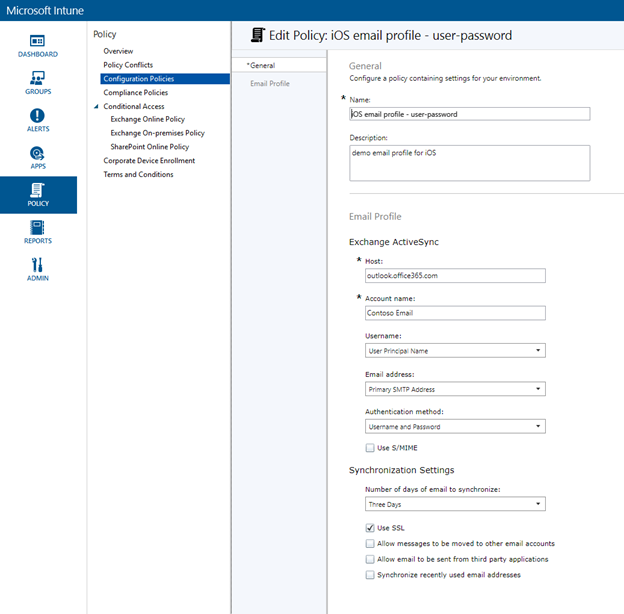 Microsoft Intune
DASHBOARD
GROUPS
ALERTS
APPS
POLICY
REPORTS
ADMIN
Policy
Overview
Policy Conflicts
Configuration Policies
Compliance Policies
Conditional Access
Exchange Online Policy
Exchange On-premises Policy
SharePoint Online Policy
Corporate Device Enrollment
Terms and Conditions
Edit Policy: iOS email profile - user-password
*General
Email Profile
General
Configure a policy containing settings for your environment.
* Name:
iOS email profile - user-password
Description:
demo email profile for iOS
Email Profile
Exchange ActiveSync
* Host:
outlook.office365.com
* Account name:
Contoso Email
Username:
User Principal Name
Email address:
Primary SMTP Address
Authentication method:
Username and Password
Use S/MIME
Synchronization Settings
Number of days of email to synchronize:
Three Days
Use SSL
Allow messages to be moved to other email accounts
Allow email to be sent from third party applications
Synchronize recently used email addresses